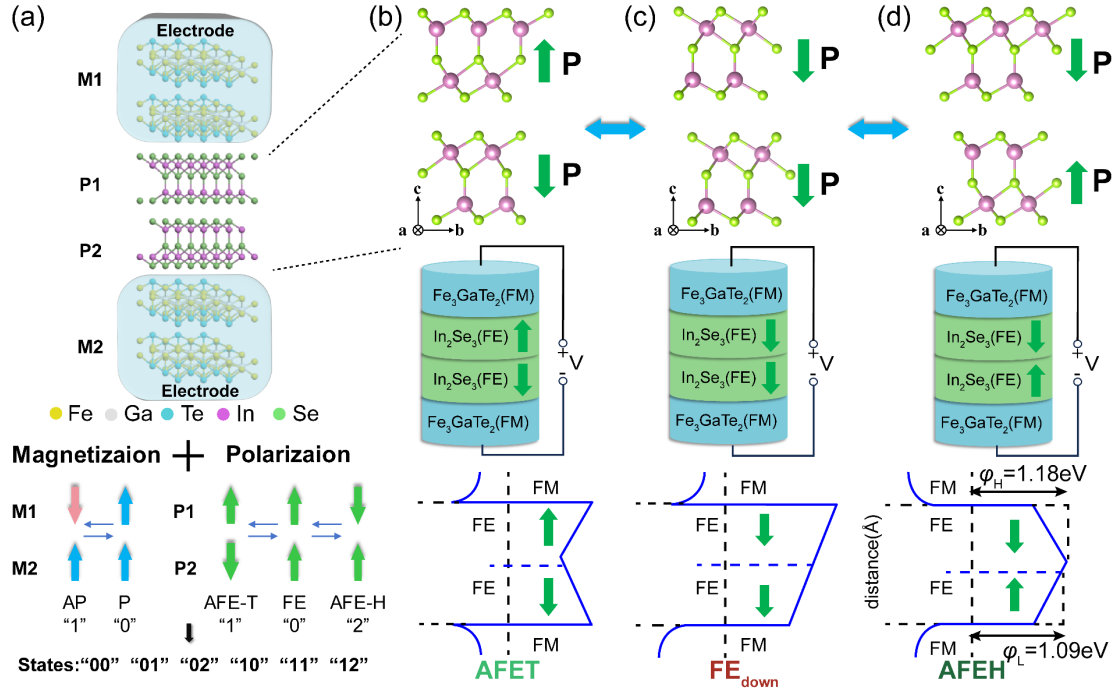 (a)
Electrode
M1
P1
P2
M2
Electrode
Fe Ga Te In Se
Magnetizaion + Polarizaion
M1 P1
M2 P2
AP P AFE-T FE AFE-H
“1” “0” “1” “0” “2”
States:“00” “01” “02” “10” “11” “12”
(b)
P
P
c
a b
Fe3GaTe2(FM)
In2Se3(FE)
In2Se3(FE)
Fe3GaTe2(FM)
+
V
-
FM
FE
FE
FM
AFET
(c)
P
P
c
a b
Fe3GaTe2(FM)
In2Se3(FE)
In2Se3(FE)
Fe3GaTe2(FM)
+
V
-
FM
FE
FE
FM
FEdown
(d)
P
P
c
a b
Fe3GaTe2(FM)
In2Se3(FE)
In2Se3(FE)
Fe3GaTe2(FM)
+
V
-
φH=1.18eV
FM
FE
distance(Å)
FE
FM
φL=1.09eV
AFEH